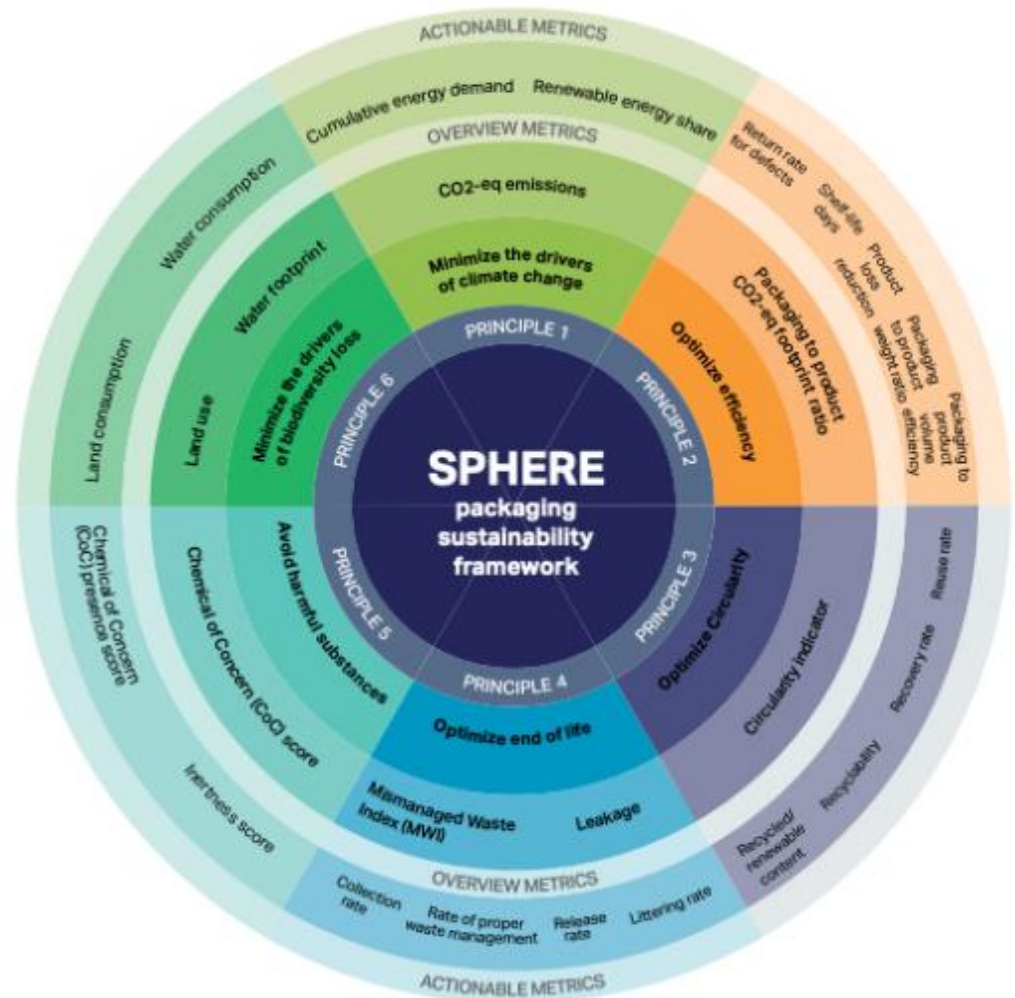 ACTIONABLE METRICS
Cumulative energy demand
Renewable energy share
OVERVIEW METRICS
CO2-eq emissions
Minimize the drivers
of climate change
PRINCIPLE 1
Return rate
for defects
Shelf-life
days
Product
loss
reduction
Packaging
to product
weight ratio
Packaging to
product
volume
efficiency
Packaging to product
CO2-eq footprint ratio
Optimize efficiency
PRINCIPLE 2
Reuse rate
Recovery rate
Recyclability
Recycled/
renewable
content
Circularity indicator
Optimize Circularity
PRINCIPLE 3
PRINCIPLE 4
Optimize end of life
Mismanaged Waste
Index (MWI)
Leakage
OVERVIEW METRICS
Collection
rate
Rate of proper
waste management
Release
rate
Littering rate
ACTIONABLE METRICS
PRINCIPLE 5
Avoid harmful substances
Chemical of Concern (CoC) score
Chemical of Concern
(CoC) presence score
Inertness score
PRINCIPLE 6
Minimize the drivers
of biodiversity loss
Water footprint
Land use
Water consumption
Land consumption
SPHERE
packaging
sustainability
framework